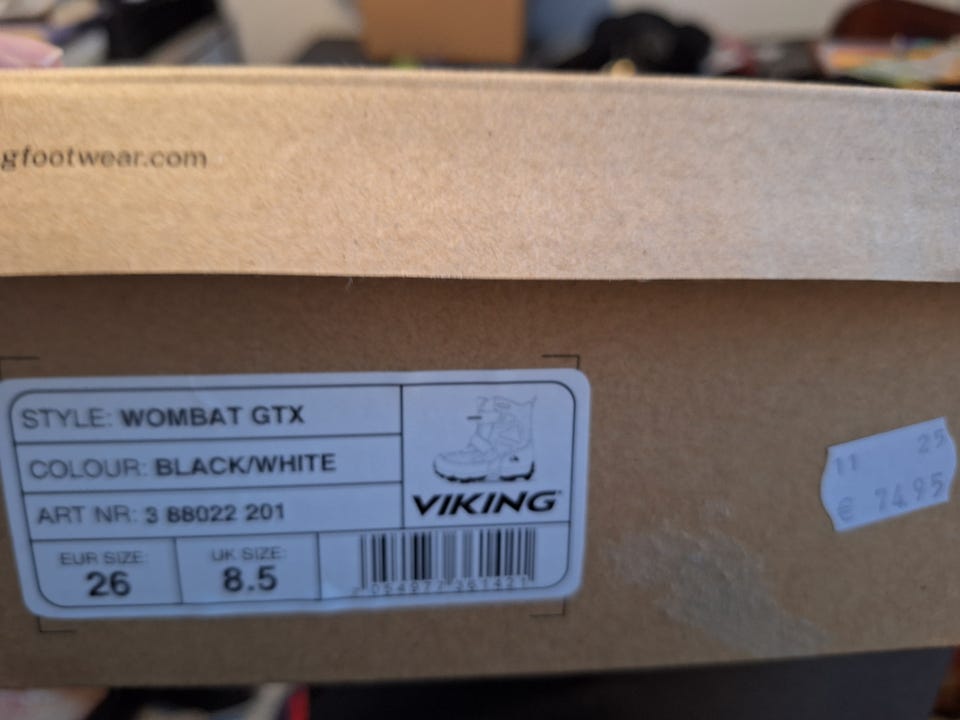 gfootwear.com
STYLE: WOMBAT GTX
COLOUR: BLACK/WHITE
ART NR: 3 88022 201
VIKING
EUR SIZE:
26
UK SIZE:
8.5
11 25
€ 74.95